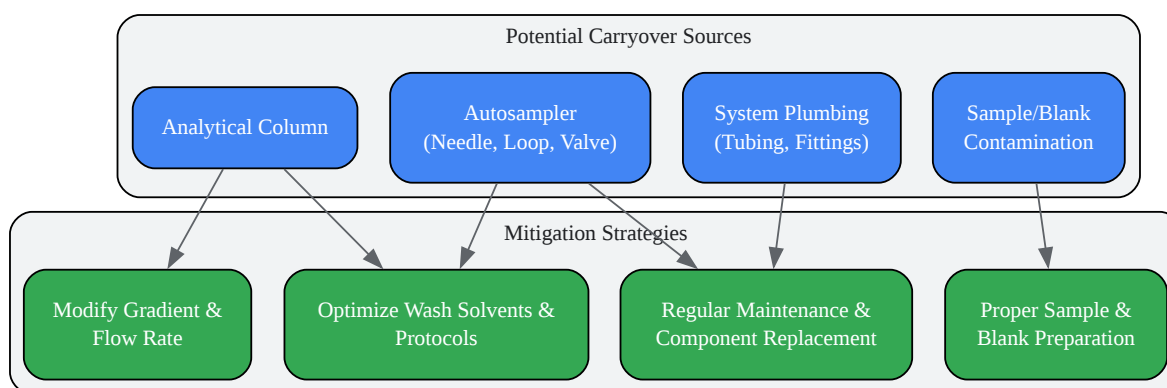 Potential Carryover Sources
Analytical Column
Autosampler
(Needle, Loop, Valve)
System Plumbing
(Tubing, Fittings)
Sample/Blank
Contamination
Mitigation Strategies
Modify Gradient &
Flow Rate
Optimize Wash Solvents &
Protocols
Regular Maintenance &
Component Replacement
Proper Sample &
Blank Preparation